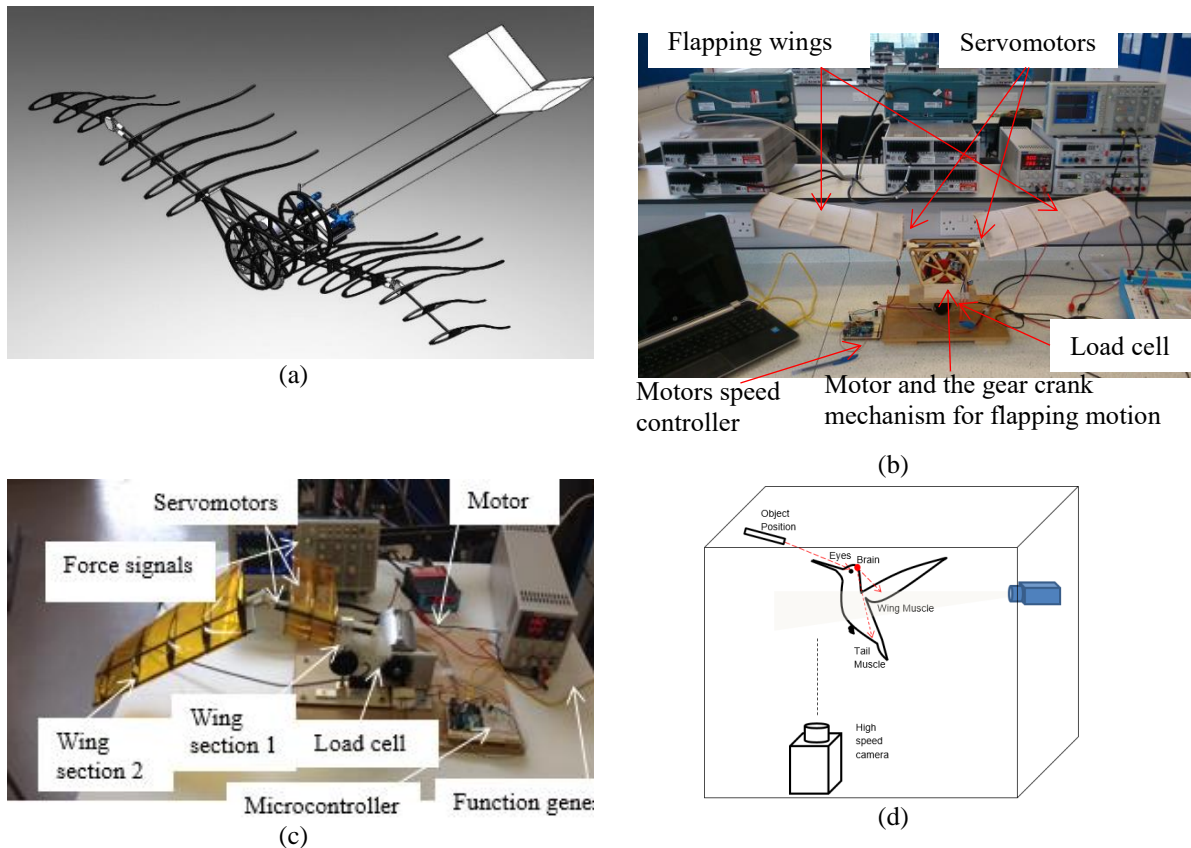 (a)
Flapping wings
Servomotors
Load cell
Motors speed
controller
Motor and the gear crank
mechanism for flapping motion
(b)
Servomotors
Motor
Force signals
Wing
section 2
Wing
section 1
Load cell
Microcontroller
Function gene
(c)
Object
Position
Eyes
Brain
Wing Muscle
Tail
Muscle
High
speed
camera
(d)